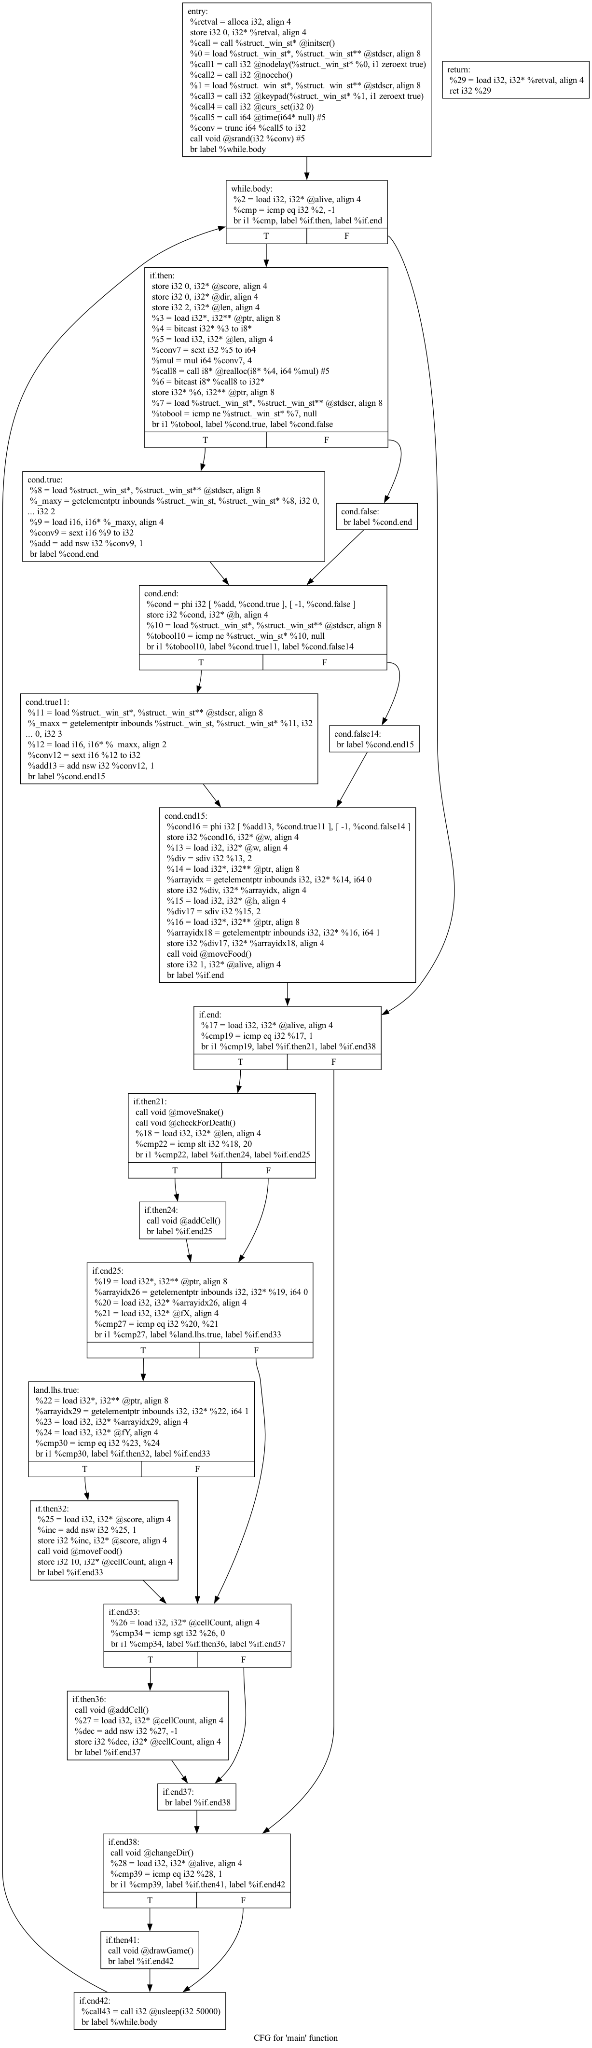 entry:
%retval = alloca i32, align 4
store i32 0, i32* %retval, align 4
%call = call %struct._win_st* @initscr()
%0 = load %struct._win_st*, %struct._win_st** @stdscr, align 8
%call1 = call i32 @nodelay(%struct._win_st* %0, i1 zeroext true)
%call2 = call i32 @noecho()
%1 = load %struct._win_st*, %struct._win_st** @stdscr, align 8
%call3 = call i32 @keypad(%struct._win_st* %1, i1 zeroext true)
%call4 = call i32 @curs_set(i32 0)
%call5 = call i64 @time(i64* null) #5
%conv = trunc i64 %call5 to i32
call void @srand(i32 %conv) #5
br label %while.body
return:
%29 = load i32, i32* %retval, align 4
ret i32 %29
while.body:
%2 = load i32, i32* @alive, align 4
%cmp = icmp eq i32 %2, -1
br i1 %cmp, label %if.then, label %if.end
T F
if.then:
store i32 0, i32* @score, align 4
store i32 0, i32* @dir, align 4
store i32 2, i32* @len, align 4
%3 = load i32*, i32** @ptr, align 8
%4 = bitcast i32* %3 to i8*
%5 = load i32, i32* @len, align 4
%conv7 = sext i32 %5 to i64
%mul = mul i64 %conv7, 4
%call8 = call i8* @realloc(i8* %4, i64 %mul) #5
%6 = bitcast i8* %call8 to i32*
store i32* %6, i32** @ptr, align 8
%7 = load %struct._win_st*, %struct._win_st** @stdscr, align 8
%tobool = icmp ne %struct._win_st* %7, null
br i1 %tobool, label %cond.true, label %cond.false
T F
cond.true:
%8 = load %struct._win_st*, %struct._win_st** @stdscr, align 8
%_maxy = getelementptr inbounds %struct._win_st, %struct._win_st* %8, i32 0,
... i32 2
%9 = load i16, i16* %_maxy, align 4
%conv9 = sext i16 %9 to i32
%add = add nsw i32 %conv9, 1
br label %cond.end
cond.false:
br label %cond.end
cond.end:
%cond = phi i32 [ %add, %cond.true ], [ -1, %cond.false ]
store i32 %cond, i32* @h, align 4
%10 = load %struct._win_st*, %struct._win_st** @stdscr, align 8
%tobool10 = icmp ne %struct._win_st* %10, null
br i1 %tobool10, label %cond.true11, label %cond.false14
T F
cond.true11:
%11 = load %struct._win_st*, %struct._win_st** @stdscr, align 8
%_maxx = getelementptr inbounds %struct._win_st, %struct._win_st* %11, i32
... 0, i32 3
%12 = load i16, i16* %_maxx, align 2
%conv12 = sext i16 %12 to i32
%add13 = add nsw i32 %conv12, 1
br label %cond.end15
cond.false14:
br label %cond.end15
cond.end15:
%cond16 = phi i32 [ %add13, %cond.true11 ], [ -1, %cond.false14 ]
store i32 %cond16, i32* @w, align 4
%13 = load i32, i32* @w, align 4
%div = sdiv i32 %13, 2
%14 = load i32*, i32** @ptr, align 8
%arrayidx = getelementptr inbounds i32, i32* %14, i64 0
store i32 %div, i32* %arrayidx, align 4
%15 = load i32, i32* @h, align 4
%div17 = sdiv i32 %15, 2
%16 = load i32*, i32** @ptr, align 8
%arrayidx18 = getelementptr inbounds i32, i32* %16, i64 1
store i32 %div17, i32* %arrayidx18, align 4
call void @moveFood()
store i32 1, i32* @alive, align 4
br label %if.end
if.end:
%17 = load i32, i32* @alive, align 4
%cmp19 = icmp eq i32 %17, 1
br i1 %cmp19, label %if.then21, label %if.end38
T F
if.then21:
call void @moveSnake()
call void @checkForDeath()
%18 = load i32, i32* @len, align 4
%cmp22 = icmp slt i32 %18, 20
br i1 %cmp22, label %if.then24, label %if.end25
T F
if.then24:
call void @addCell()
br label %if.end25
if.end25:
%19 = load i32*, i32** @ptr, align 8
%arrayidx26 = getelementptr inbounds i32, i32* %19, i64 0
%20 = load i32, i32* %arrayidx26, align 4
%21 = load i32, i32* @fX, align 4
%cmp27 = icmp eq i32 %20, %21
br i1 %cmp27, label %land.lhs.true, label %if.end33
T F
land.lhs.true:
%22 = load i32*, i32** @ptr, align 8
%arrayidx29 = getelementptr inbounds i32, i32* %22, i64 1
%23 = load i32, i32* %arrayidx29, align 4
%24 = load i32, i32* @fY, align 4
%cmp30 = icmp eq i32 %23, %24
br i1 %cmp30, label %if.then32, label %if.end33
T F
if.then32:
%25 = load i32, i32* @score, align 4
%inc = add nsw i32 %25, 1
store i32 %inc, i32* @score, align 4
call void @moveFood()
store i32 10, i32* @cellCount, align 4
br label %if.end33
if.end33:
%26 = load i32, i32* @cellCount, align 4
%cmp34 = icmp sgt i32 %26, 0
br i1 %cmp34, label %if.then36, label %if.end37
T F
if.then36:
call void @addCell()
%27 = load i32, i32* @cellCount, align 4
%dec = add nsw i32 %27, -1
store i32 %dec, i32* @cellCount, align 4
br label %if.end37
if.end37:
br label %if.end38
if.end38:
call void @changeDir()
%28 = load i32, i32* @alive, align 4
%cmp39 = icmp eq i32 %28, 1
br i1 %cmp39, label %if.then41, label %if.end42
T F
if.then41:
call void @drawGame()
br label %if.end42
if.end42:
%call43 = call i32 @usleep(i32 50000)
br label %while.body
CFG for 'main' function